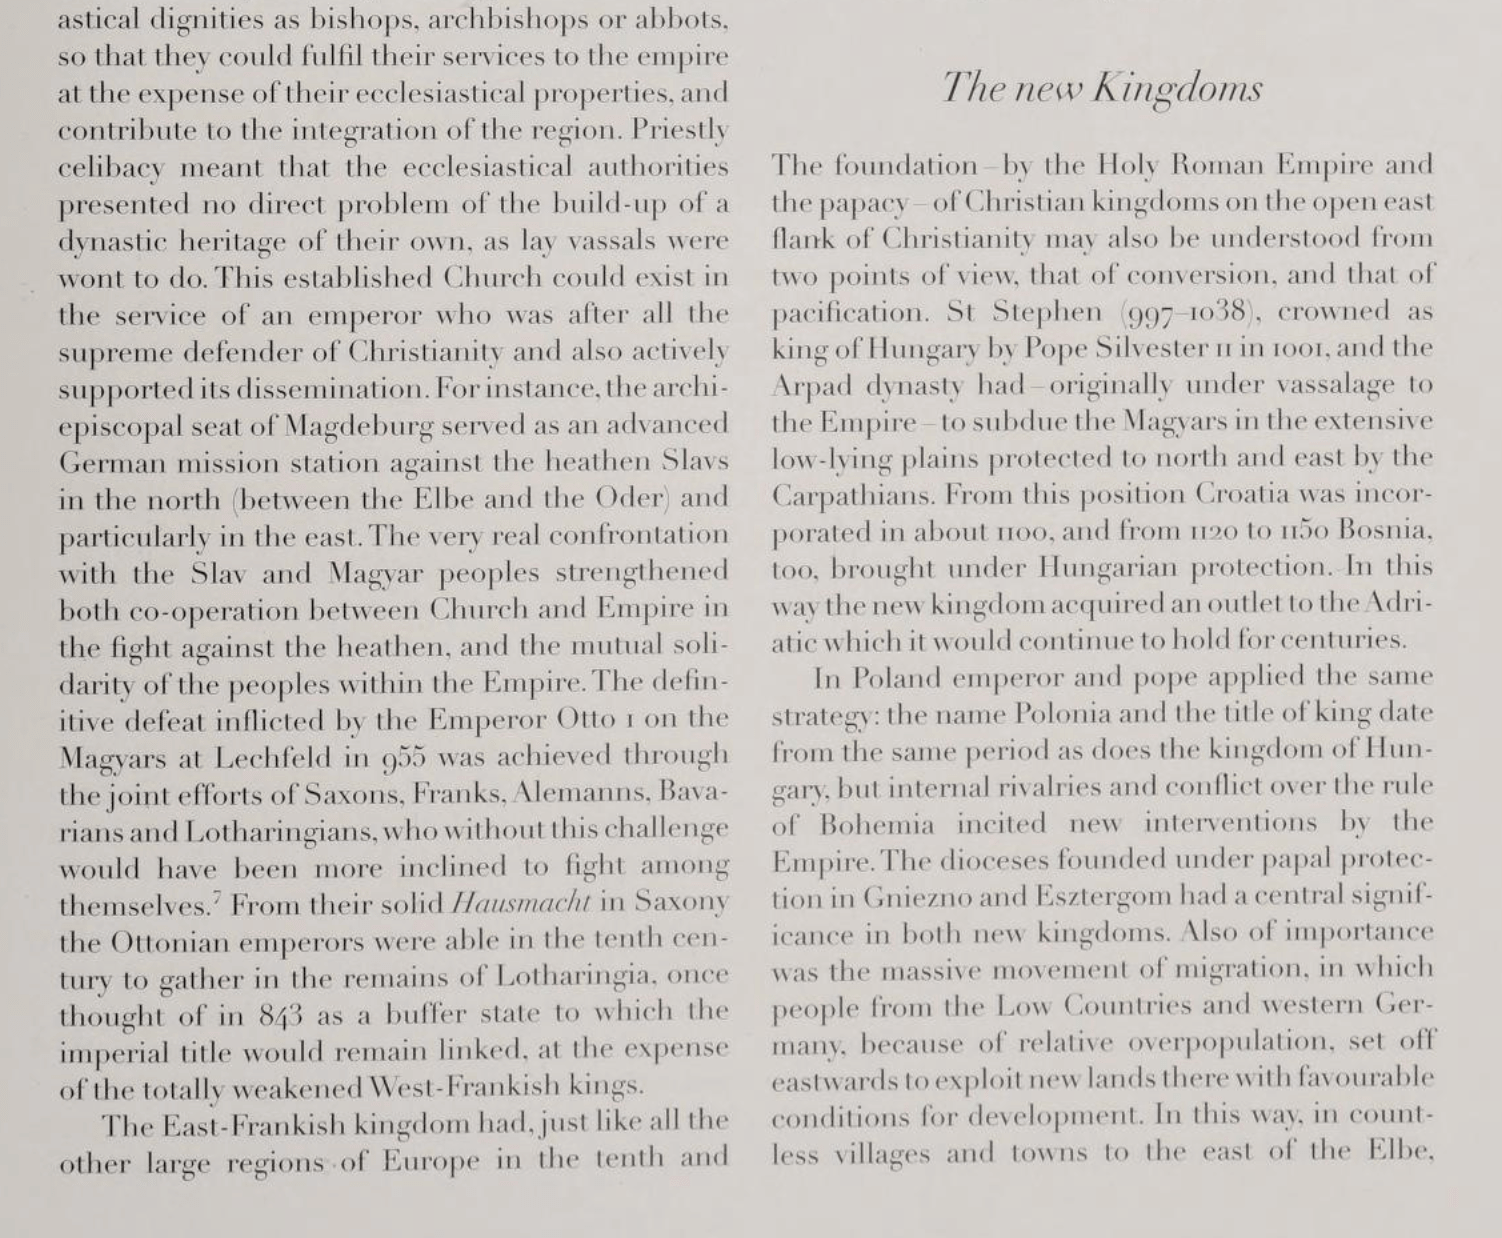 astical dignities as bishops, archbishops or abbots,
so that they could fulfil their services to the empire
at the expense of their ecclesiastical properties, and
contribute to the integration of the region. Priestly
celibacy meant that the ecclesiastical authorities
presented no direct problem of the build-up of a
dynastic heritage of their own, as lay vassals were
wont to do. This established Church could exist in
the service of an emperor who was after all the
supreme defender of Christianity and also actively
supported its dissemination. For instance, the archi-
episcopal seat of Magdeburg served as an advanced
German mission station against the heathen Slavs
in the north (between the Elbe and the Oder) and
particularly in the east. The very real confrontation
with the Slav and Magyar peoples strengthened
both co-operation between Church and Empire in
the fight against the heathen, and the mutual soli-
darity of the peoples within the Empire. The defin-
itive defeat inflicted by the Emperor Otto I on the
Magyars at Lechfeld in 955 was achieved through
the joint efforts of Saxons, Franks, Alemanns, Bava-
rians and Lotharingians, who without this challenge
would have been more inclined to fight among
themselves.7 From their solid Hausmacht in Saxony
the Ottonian emperors were able in the tenth cen-
tury to gather in the remains of Lotharingia, once
thought of in 843 as a buffer state to which the
imperial title would remain linked, at the expense
of the totally weakened West-Frankish kings.
The East-Frankish kingdom had, just like all the
other large regions of Europe in the tenth and
The new Kingdoms
The foundation – by the Holy Roman Empire and
the papacy – of Christian kingdoms on the open east
flank of Christianity may also be understood from
two points of view, that of conversion, and that of
pacification. St Stephen (997–1038), crowned as
king of Hungary by Pope Silvester II in 1001, and the
Arpad dynasty had – originally under vassalage to
the Empire – to subdue the Magyars in the extensive
low-lying plains protected to north and east by the
Carpathians. From this position Croatia was incor-
porated in about 1100, and from 1120 to 1150 Bosnia,
too, brought under Hungarian protection. In this
way the new kingdom acquired an outlet to the Adri-
atic which it would continue to hold for centuries.
In Poland emperor and pope applied the same
strategy: the name Polonia and the title of king date
from the same period as does the kingdom of Hun-
gary, but internal rivalries and conflict over the rule
of Bohemia incited new interventions by the
Empire. The dioceses founded under papal protec-
tion in Gniezno and Esztergom had a central signif-
icance in both new kingdoms. Also of importance
was the massive movement of migration, in which
people from the Low Countries and western Ger-
many, because of relative overpopulation, set off
eastwards to exploit new lands there with favourable
conditions for development. In this way, in count-
less villages and towns to the east of the Elbe,